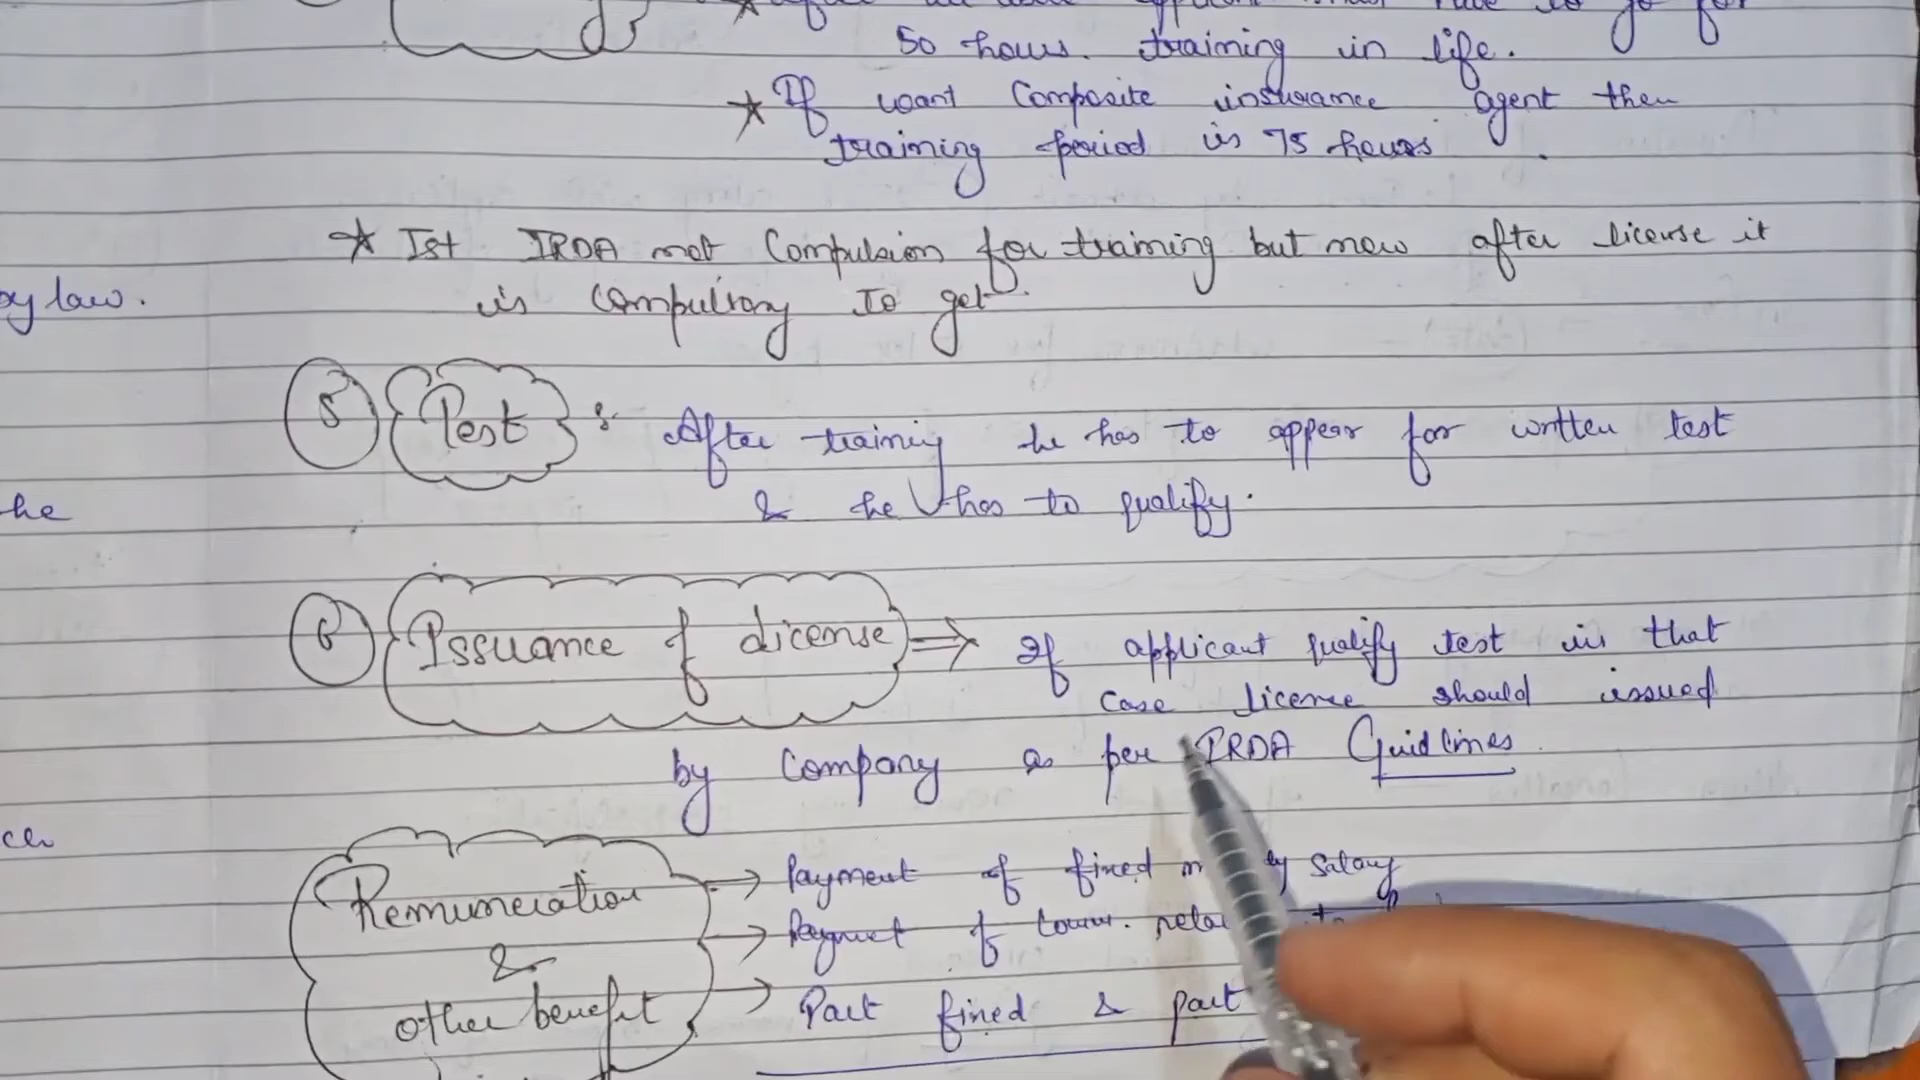 50 hours. training in life.
★ If want Composite insurance agent then
training period is 75 hours
★ Ist IRDA not Compulsion for training but now after license it
is compulsory to get.
by law.
5 Test : After training he has to appear for written test
& he has to qualify.
he
6 Issuance of license ⇒ If applicant qualify test in that
case license should issued
by Company as per IRDA Guidlines.
Remuneration & other benefit
→ Payment of fixed salary
→ Payment of comm.
→ Part fixed & part